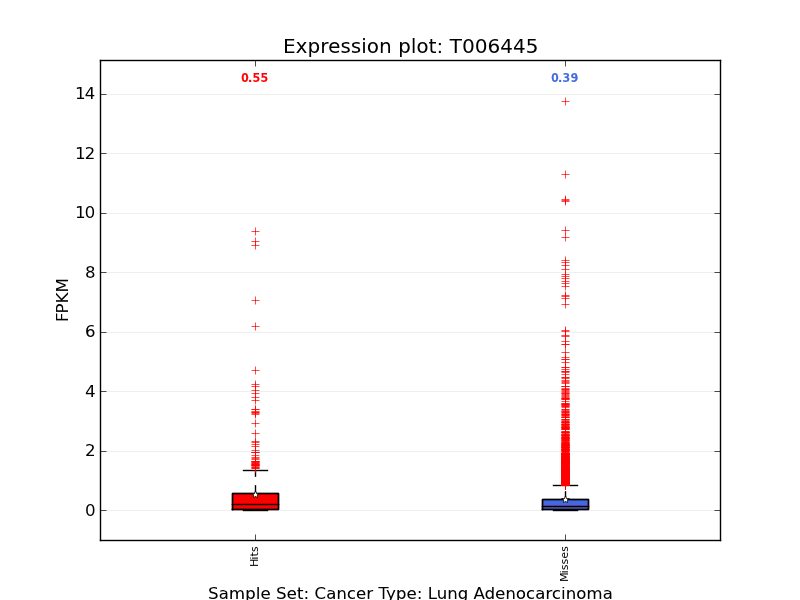 Expression plot: T006445
0.55
0.39
14
12
10
8
6
4
2
0
FPKM
Hits
Misses
Sample Set: Cancer Type: Lung Adenocarcinoma